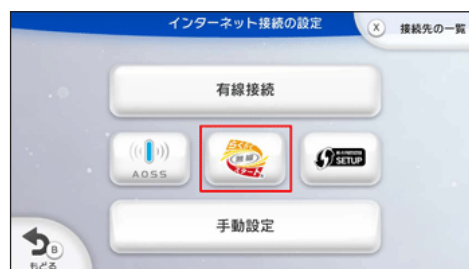 インターネット接続の設定
X 接続先の一覧
有線接続
AOSS
らくらく
無線
スタート
WI-FI PROTECTED
SETUP
手動設定
B
もどる